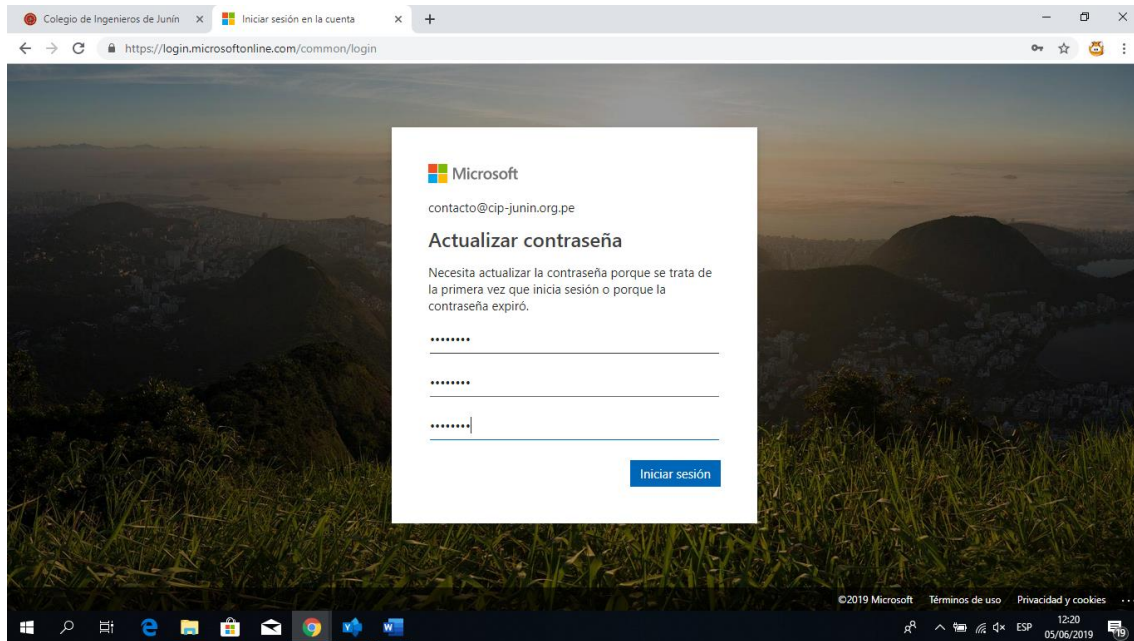 Colegio de Ingenieros de Junín
Iniciar sesión en la cuenta
https://login.microsoftonline.com/common/login
Microsoft
contacto@cip-junin.org.pe
Actualizar contraseña
Necesita actualizar la contraseña porque se trata de
la primera vez que inicia sesión o porque la
contraseña expiró.
••••••••
••••••••
••••••••
Iniciar sesión
©2019 Microsoft Términos de uso Privacidad y cookies ...
ESP
12:20
05/06/2019
19